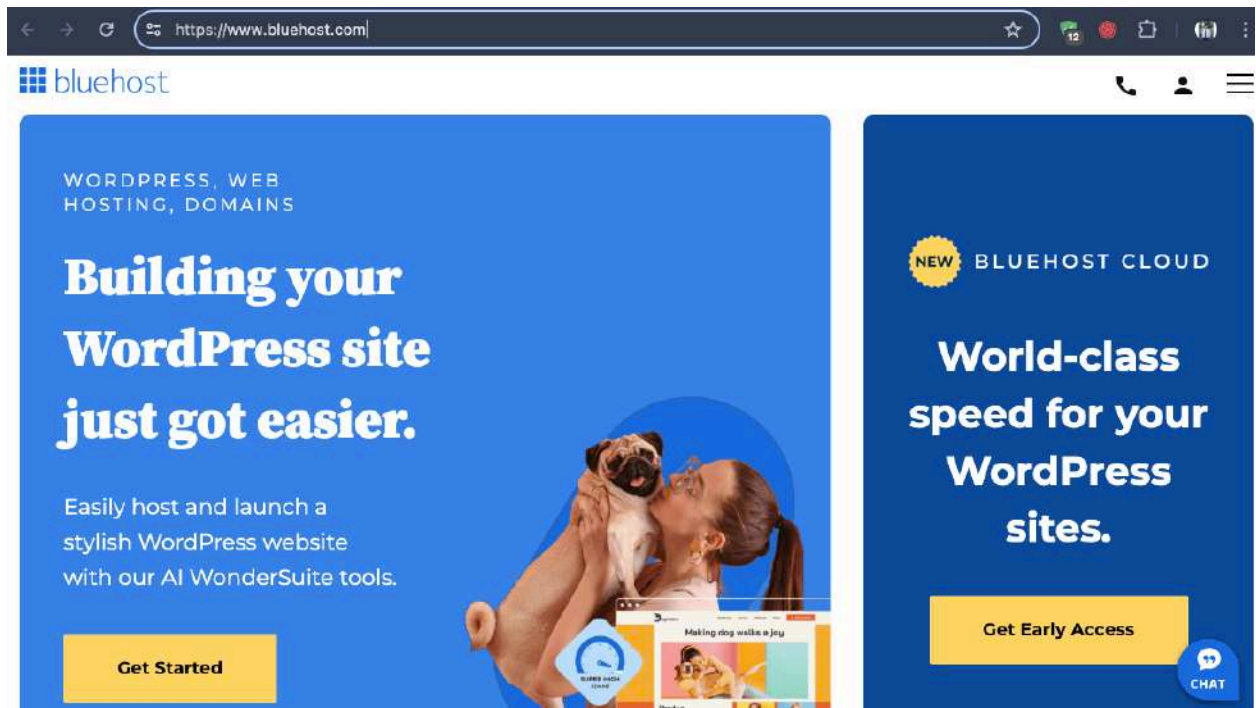 https://www.bluehost.com
12
bluehost
WORDPRESS, WEB
HOSTING, DOMAINS
Building your
WordPress site
just got easier.
Easily host and launch a
stylish WordPress website
with our AI WonderSuite tools.
Get Started
Making dog walks a joy
NEW
BLUEHOST CLOUD
World-class
speed for your
WordPress
sites.
Get Early Access
CHAT